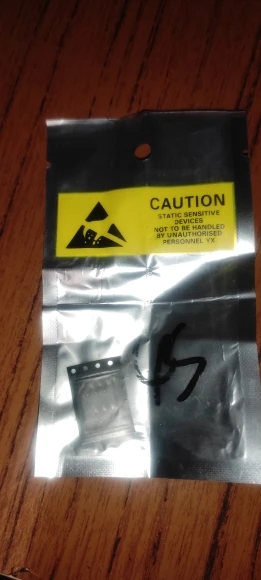 CAUTION
STATIC SENSITIVE
DEVICES
NOT TO BE HANDLED
BY UNAUTHORISED
PERSONNEL YX